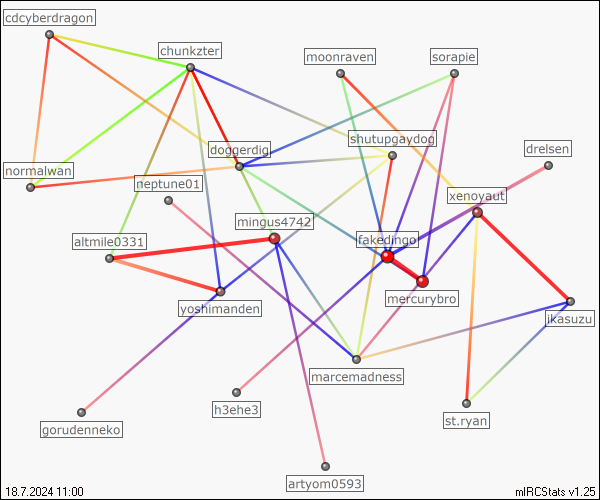 cdcyberdragon
chunkzter
moonraven
sorapie
shutupgaydog
drelsen
doggerdig
normalwan
neptune01
xenoyaut
mingus4742
altmile0331
fakedingo
mercurybro
yoshimanden
jkasuzu
marcemadness
h3ehe3
st.ryan
gorudenneko
artyom0593
18.7.2024 11:00
mIRCStats v1.25